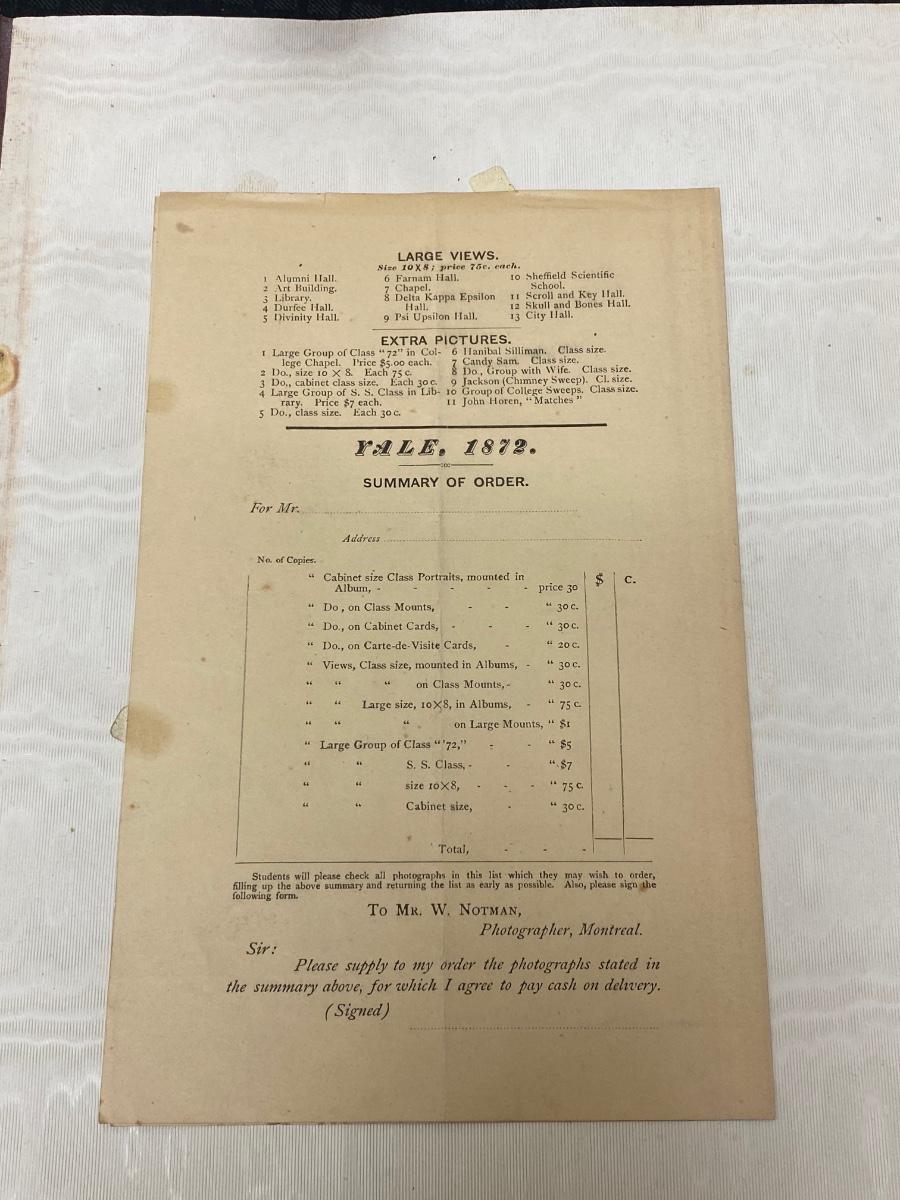 LARGE VIEWS.
Size 10X8; price 75c. each.
1 Alumni Hall.
2 Art Building.
3 Library.
4 Durfee Hall.
5 Divinity Hall.
6 Farnam Hall.
7 Chapel.
8 Delta Kappa Epsilon
Hall.
9 Psi Upsilon Hall.
10 Sheffield Scientific
School.
11 Scroll and Key Hall.
12 Skull and Bones Hall.
13 City Hall.
EXTRA PICTURES.
1 Large Group of Class "72" in Col-
lege Chapel. Price $5.00 each.
2 Do., size 10 X 8. Each 75 c.
3 Do., cabinet class size. Each 30 c.
4 Large Group of S. S. Class in Lib-
rary. Price $7 each.
5 Do., class size. Each 30 c.
6 Hanibal Silliman. Class size.
7 Candy Sam. Class size.
8 Do., Group with Wife. Class size.
9 Jackson (Chimney Sweep). Cl. size.
10 Group of College Sweeps. Class size.
11 John Horen, "Matches"
YALE, 1872.
SUMMARY OF ORDER.
For Mr.
Address
No. of Copies.
$ C.
" Cabinet size Class Portraits, mounted in
Album, - - - - - price 30
" Do , on Class Mounts, - - " 30 c.
" Do., on Cabinet Cards, - - - " 30 c.
" Do., on Carte-de-Visite Cards, - " 20 c.
" Views, Class size, mounted in Albums, - " 30 c.
" " " on Class Mounts, - " 30 c.
" " Large size, 10X8, in Albums, - " 75 c.
" " " on Large Mounts, " $1
" Large Group of Class "'72," - - " $5
" " S. S. Class, - - " $7
" " size 10X8, - - - " 75 c.
" " Cabinet size, - " 30 c.
Total, - - -
Students will please check all photographs in this list which they may wish to order,
filling up the above summary and returning the list as early as possible. Also, please sign the
following form.
To Mr. W. Notman,
Photographer, Montreal.
Sir:
Please supply to my order the photographs stated in
the summary above, for which I agree to pay cash on delivery.
(Signed)